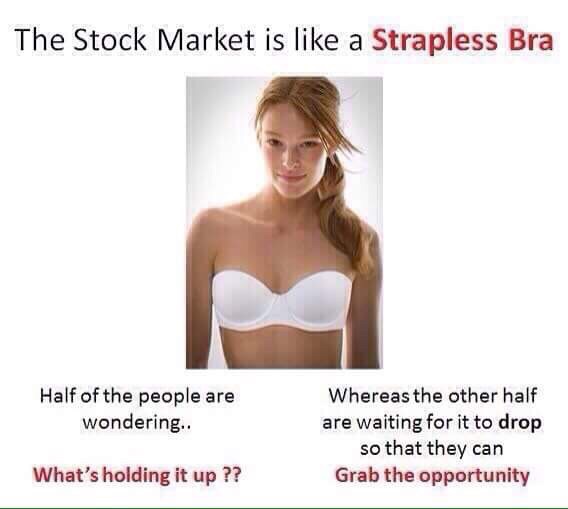 The Stock Market is like a Strapless Bra
Half of the people are
wondering..
What's holding it up ??
Whereas the other half
are waiting for it to drop
so that they can
Grab the opportunity